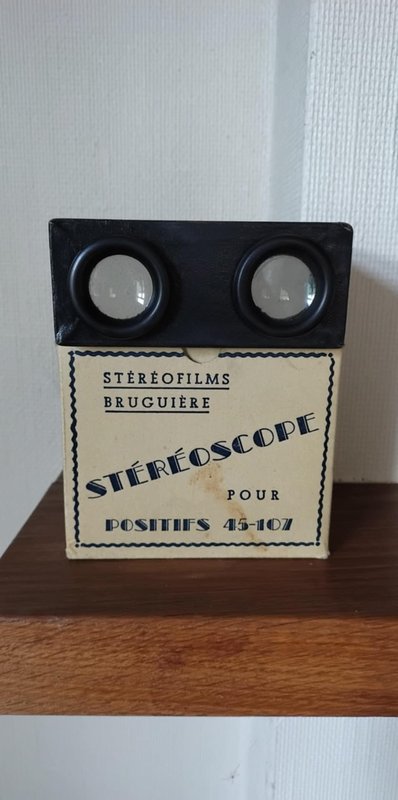 STÉRÉOFILMS
BRUGUIÈRE
STÉRÉOSCOPE
POUR
POSITIFS 45-107